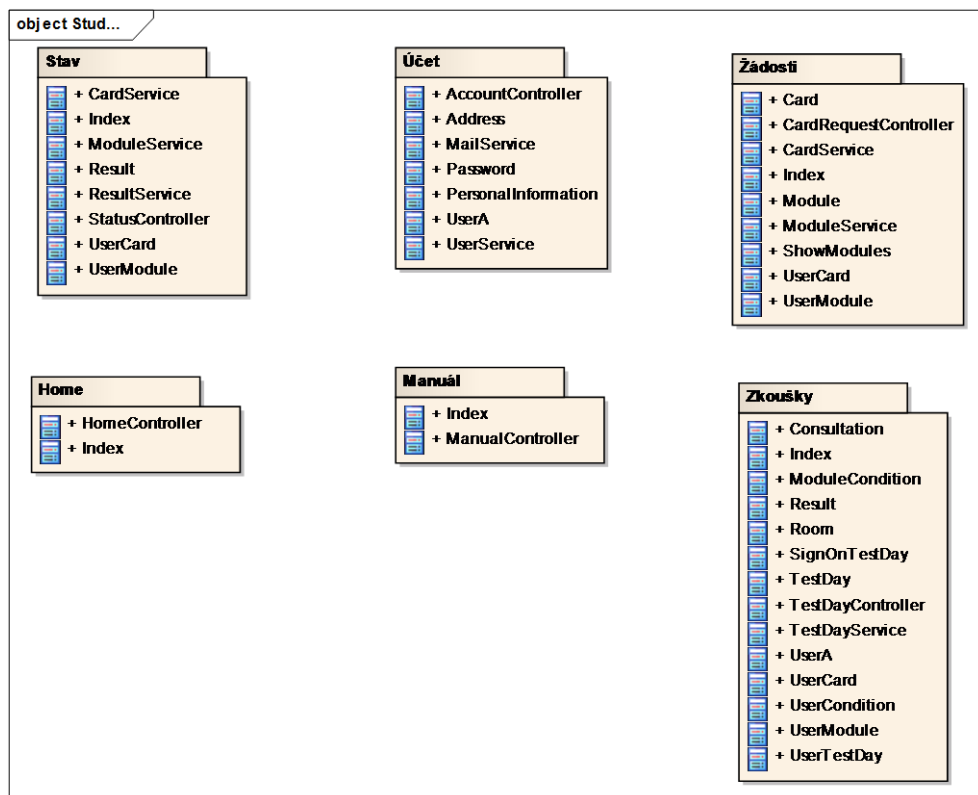 object Stud...
Stav
+ CardService
+ Index
+ ModuleService
+ Result
+ ResultService
+ StatusController
+ UserCard
+ UserModule
Účet
+ AccountController
+ Address
+ MailService
+ Password
+ PersonalInformation
+ UserA
+ UserService
Žádosti
+ Card
+ CardRequestController
+ CardService
+ Index
+ Module
+ ModuleService
+ ShowModules
+ UserCard
+ UserModule
Home
+ HomeController
+ Index
Manuál
+ Index
+ ManualController
Zkoušky
+ Consultation
+ Index
+ ModuleCondition
+ Result
+ Room
+ SignOnTestDay
+ TestDay
+ TestDayController
+ TestDayService
+ UserA
+ UserCard
+ UserCondition
+ UserModule
+ UserTestDay